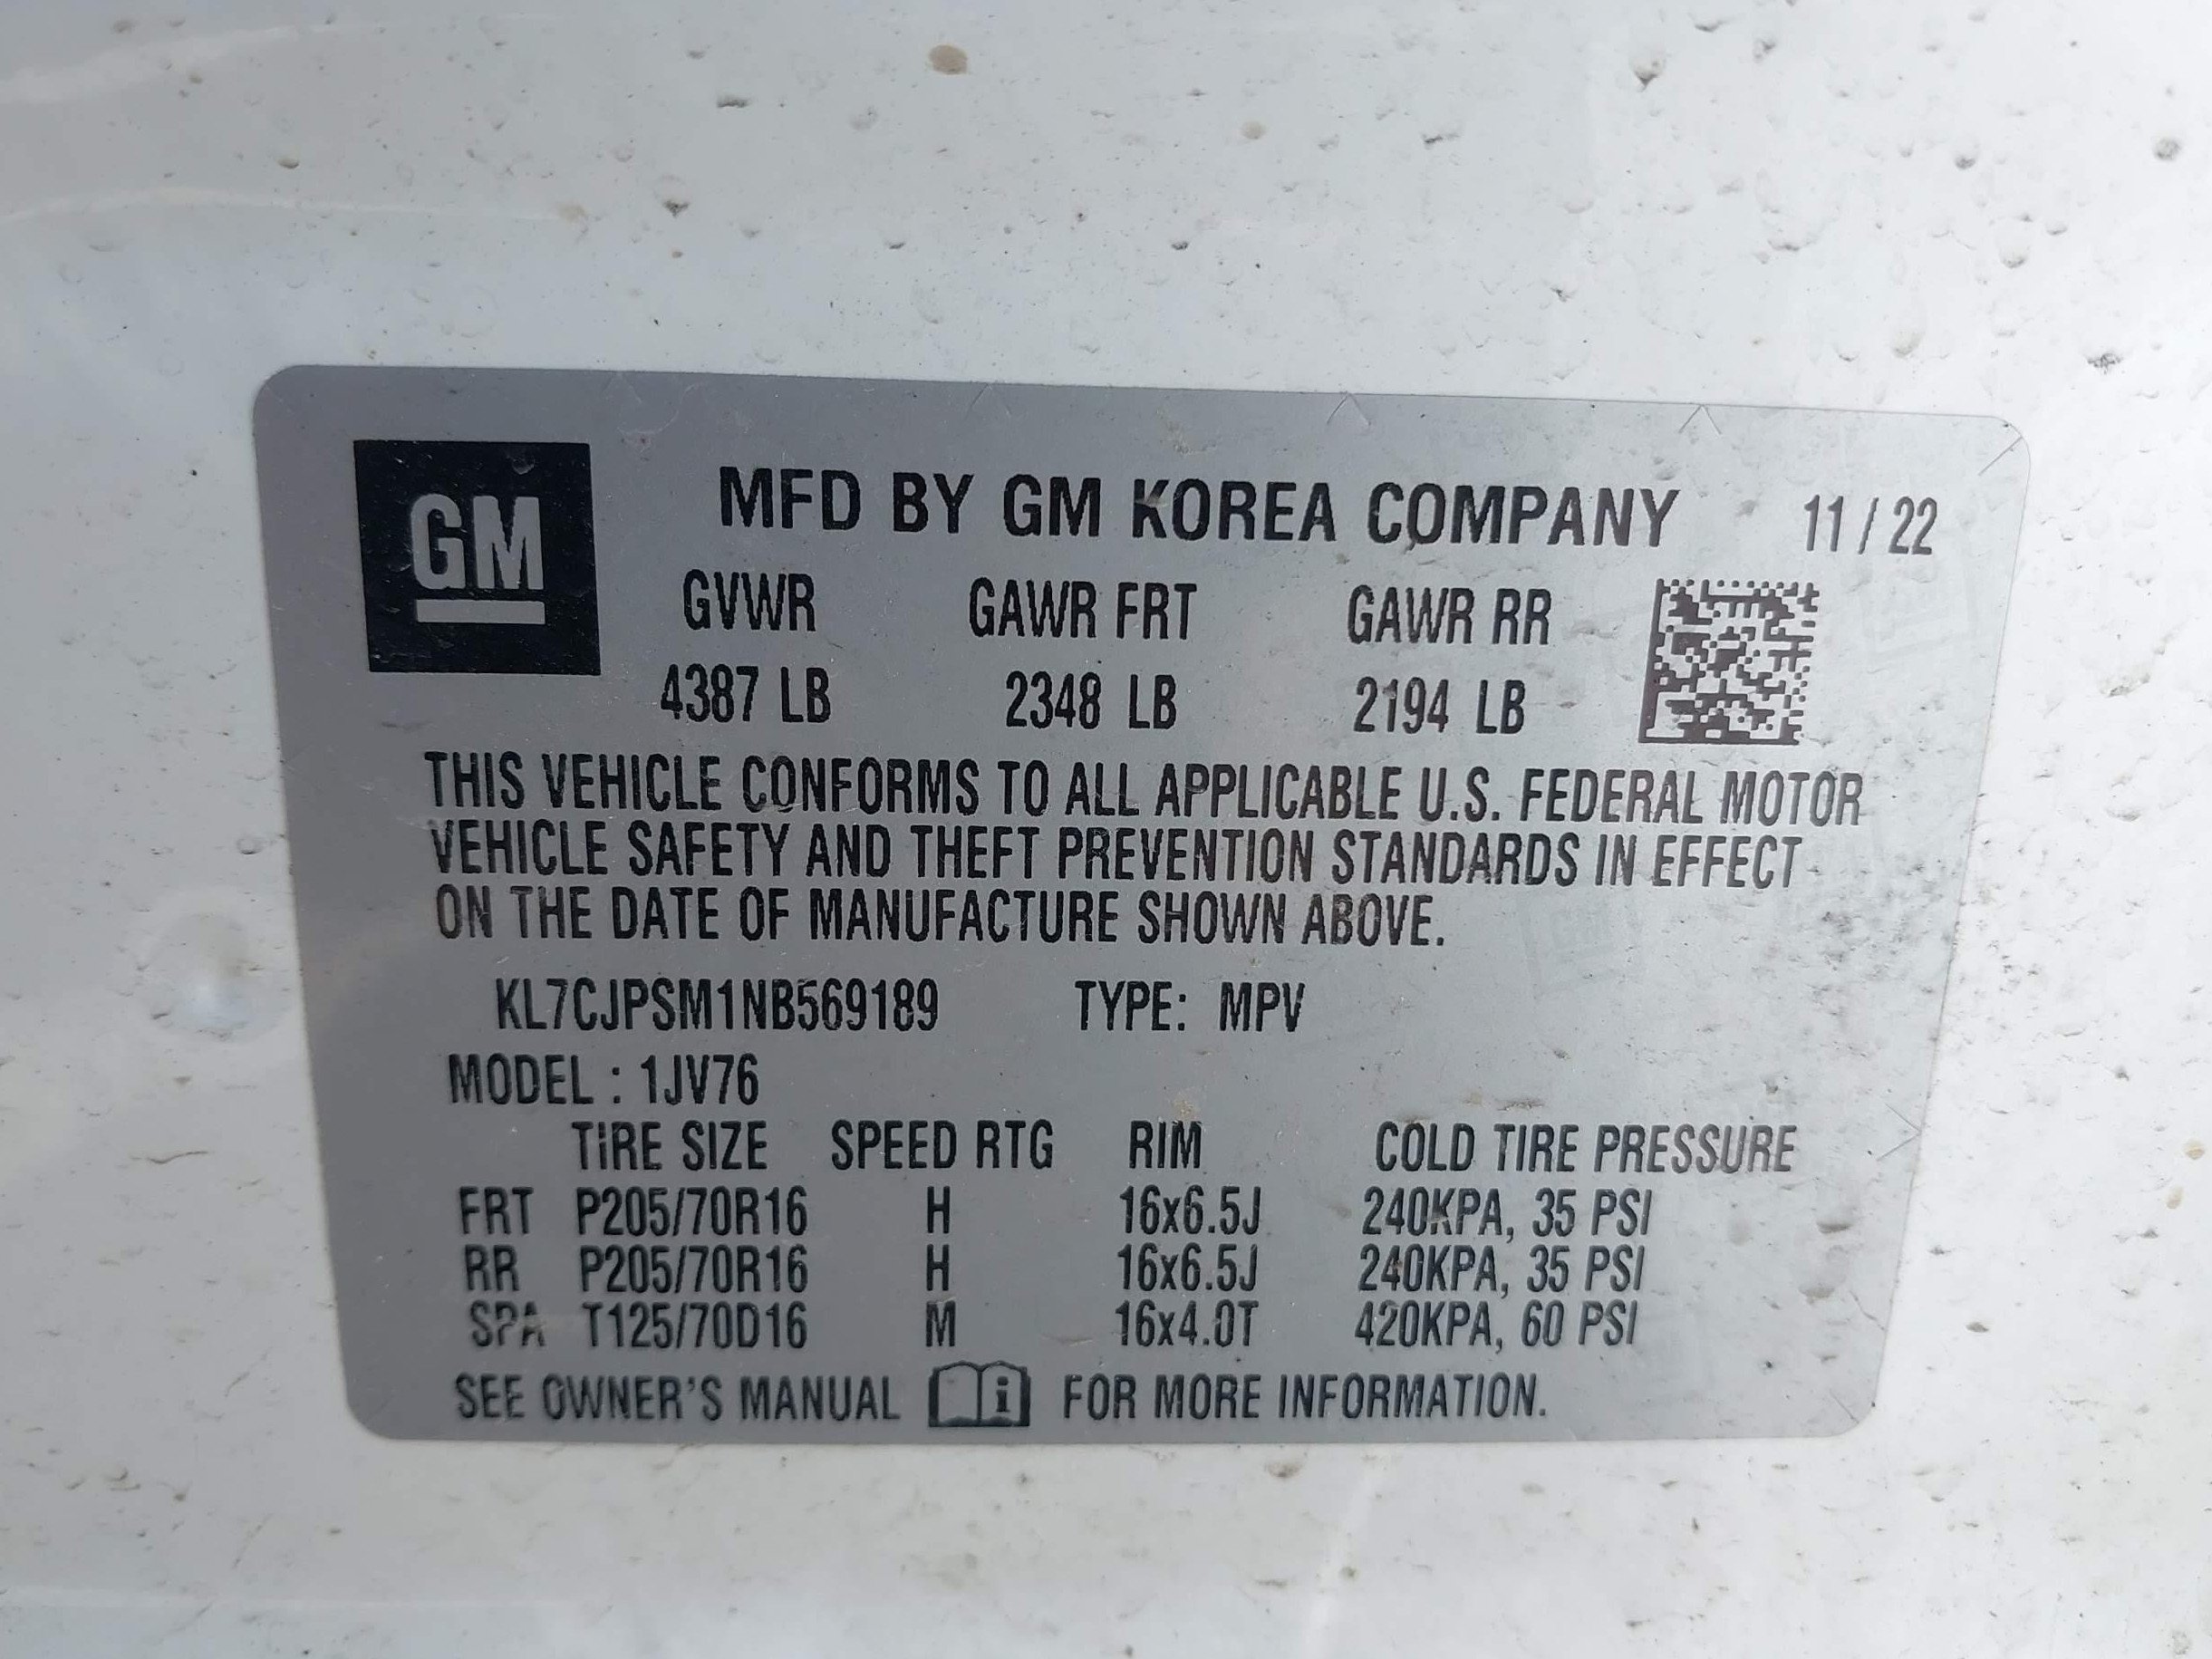 GM
MFD BY GM KOREA COMPANY 11 / 22
GVWR GAWR FRT GAWR RR
4387 LB 2348 LB 2194 LB
THIS VEHICLE CONFORMS TO ALL APPLICABLE U.S. FEDERAL MOTOR
VEHICLE SAFETY AND THEFT PREVENTION STANDARDS IN EFFECT
ON THE DATE OF MANUFACTURE SHOWN ABOVE.
KL7CJPSM1NB569189 TYPE: MPV
MODEL : 1JV76
TIRE SIZE SPEED RTG RIM COLD TIRE PRESSURE
FRT P205/70R16 H 16x6.5J 240KPA, 35 PSI
RR P205/70R16 H 16x6.5J 240KPA, 35 PSI
SPA T125/70D16 M 16x4.0T 420KPA, 60 PSI
SEE OWNER'S MANUAL i FOR MORE INFORMATION.